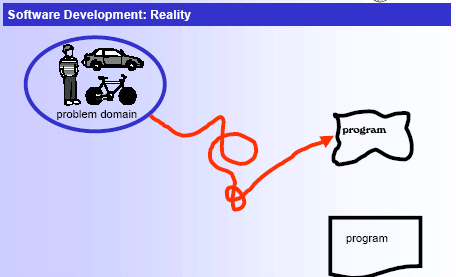 Software Development: Reality
problem domain
program
program